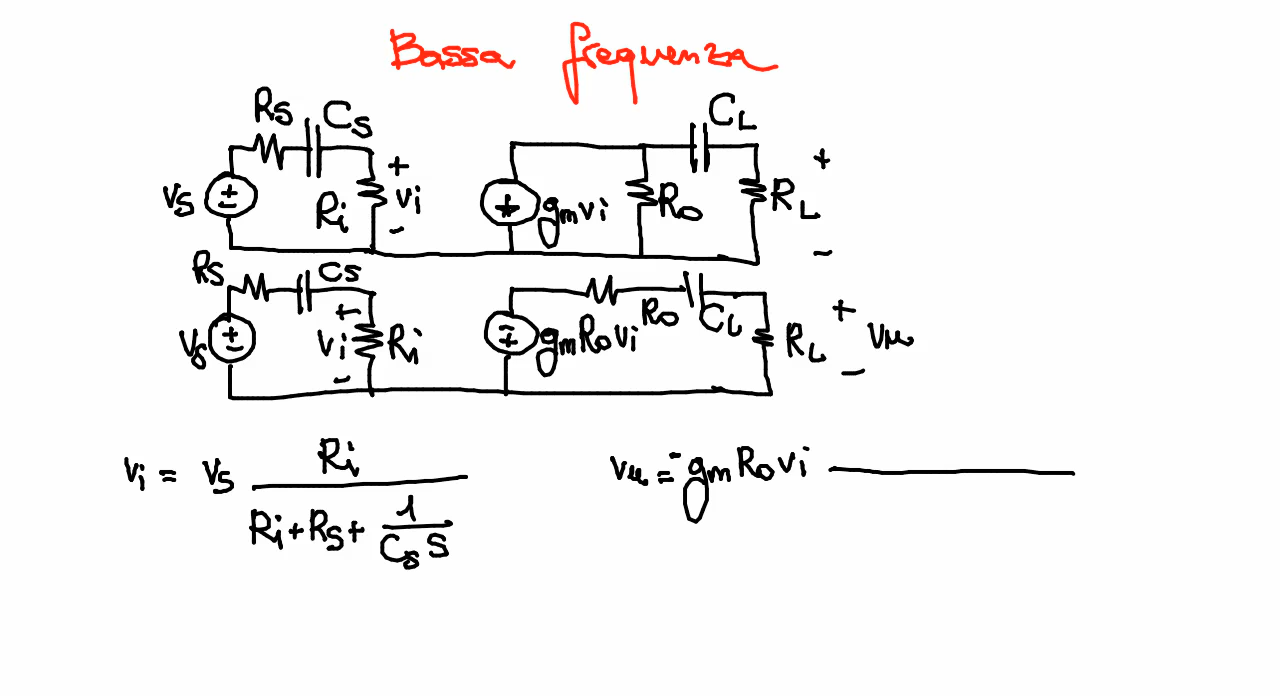 Bassa frequenza
Rs Cs CL
vs Ri + vi - gmvi Ro RL + -
Rs Cs
vs + vi - Ri gmRovi Ro CL RL + vu -
vi = vs Ri / (Ri+Rs+ 1/(Cs s)) vu = -gmRovi